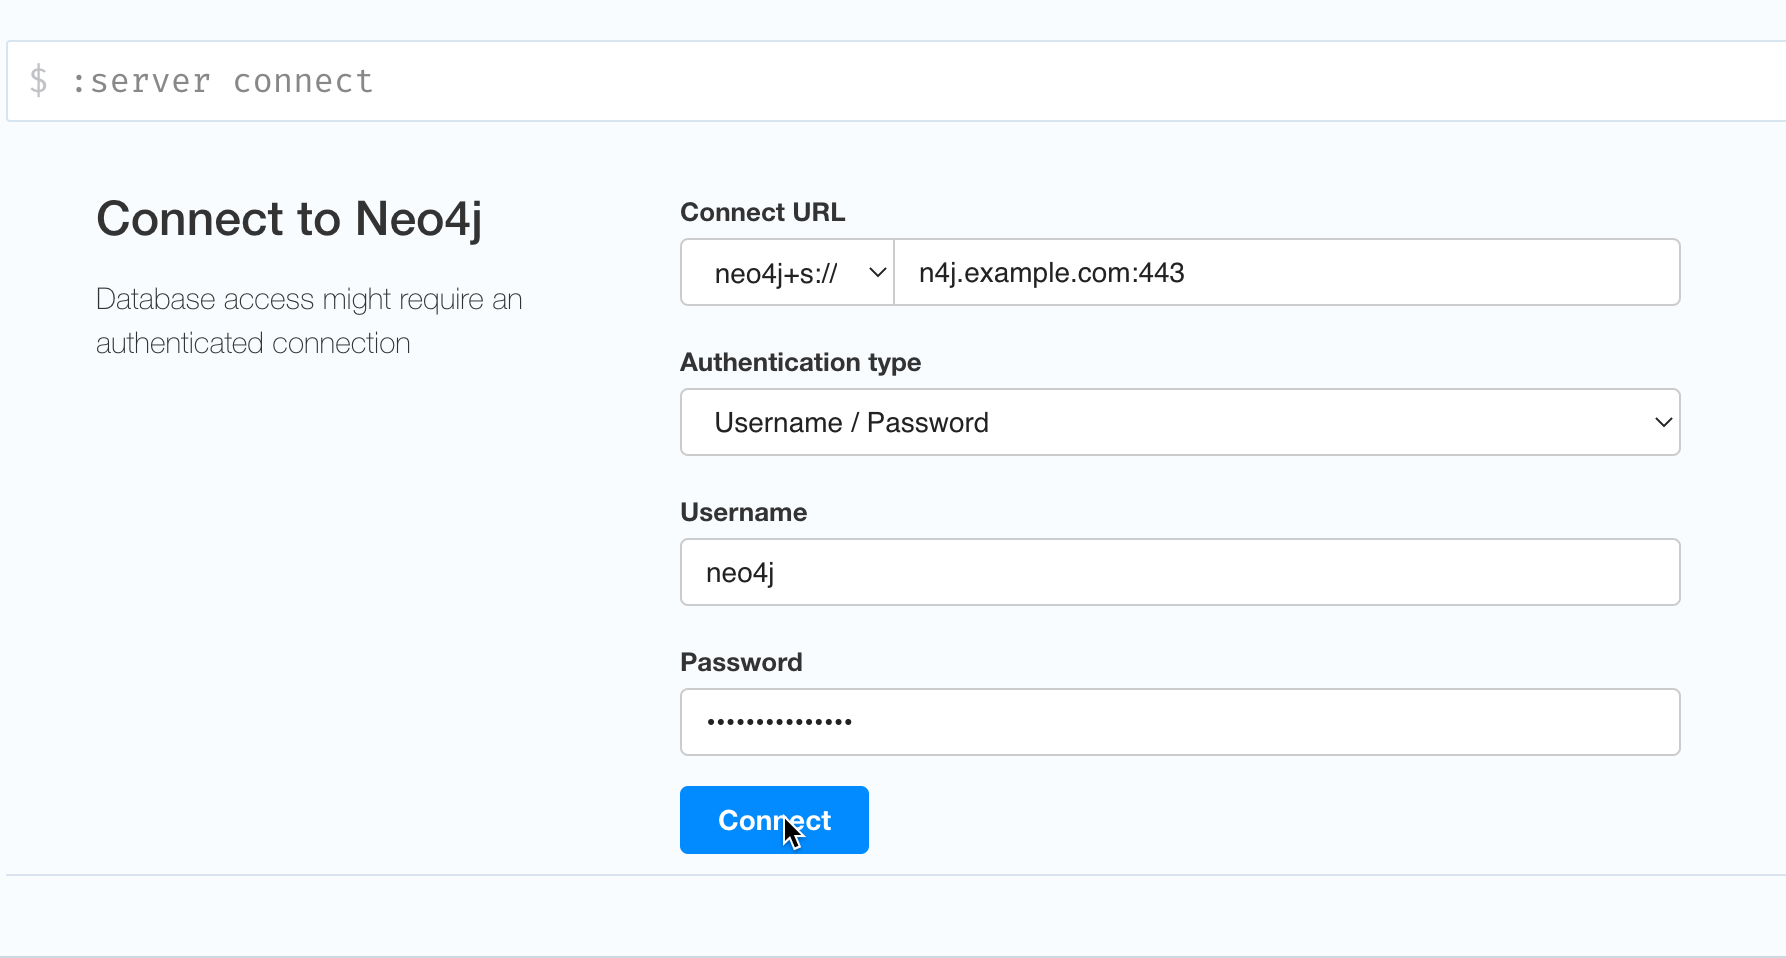 $ :server connect
Connect to Neo4j
Database access might require an
authenticated connection
Connect URL
neo4j+s:// n4j.example.com:443
Authentication type
Username / Password
Username
neo4j
Password
•••••••••••••••
Connect